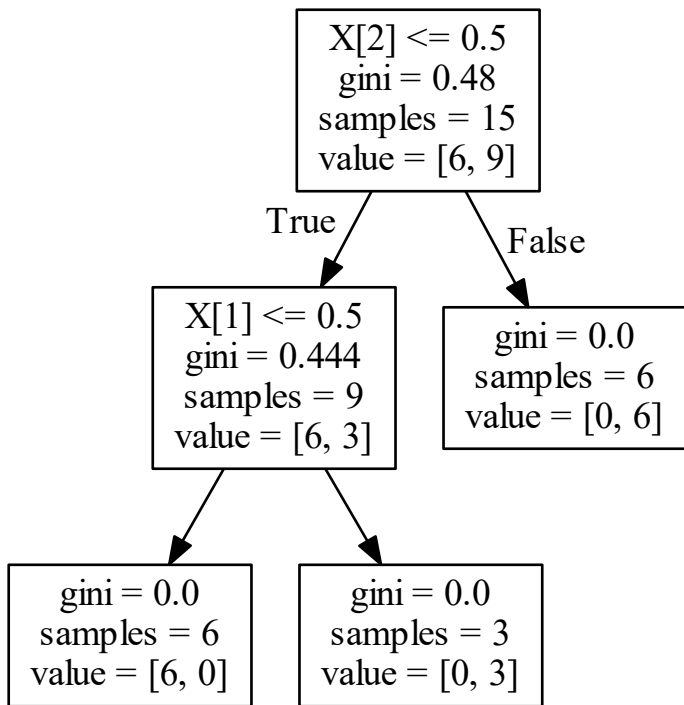 X[2] <= 0.5
gini = 0.48
samples = 15
value = [6, 9]
True
False
X[1] <= 0.5
gini = 0.444
samples = 9
value = [6, 3]
gini = 0.0
samples = 6
value = [0, 6]
gini = 0.0
samples = 6
value = [6, 0]
gini = 0.0
samples = 3
value = [0, 3]